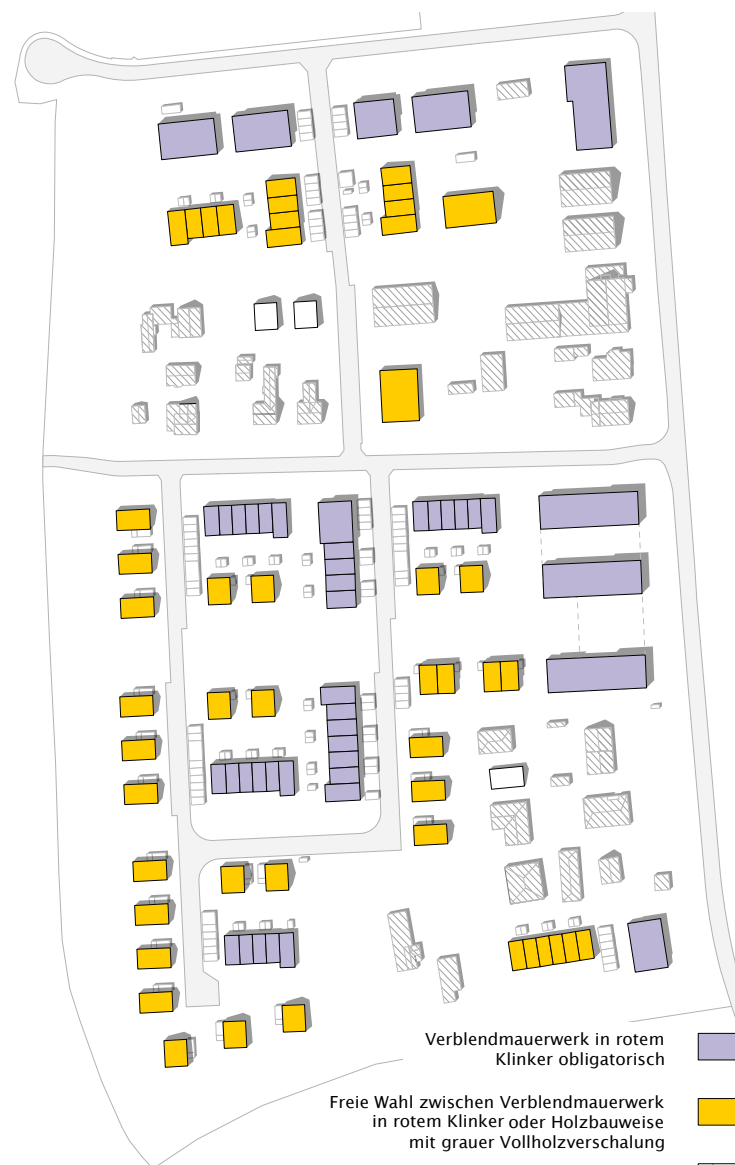 Verblendmauerwerk in rotem
Klinker obligatorisch
Freie Wahl zwischen Verblendmauerwerk
in rotem Klinker oder Holzbauweise
mit grauer Vollholzverschalung